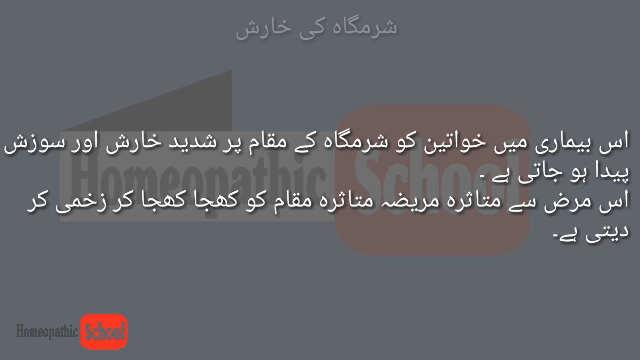 شرمگاہ کی خارش
اس بیماری میں خواتین کو شرمگاہ کے مقام پر شدید خارش اور سوزش
پیدا ہو جاتی ہے ۔
اس مرض سے متاثرہ مریضہ متاثرہ مقام کو کھجا کھجا کر زخمی کر
دیتی ہے۔
Homeopathic School
Homeopathic School